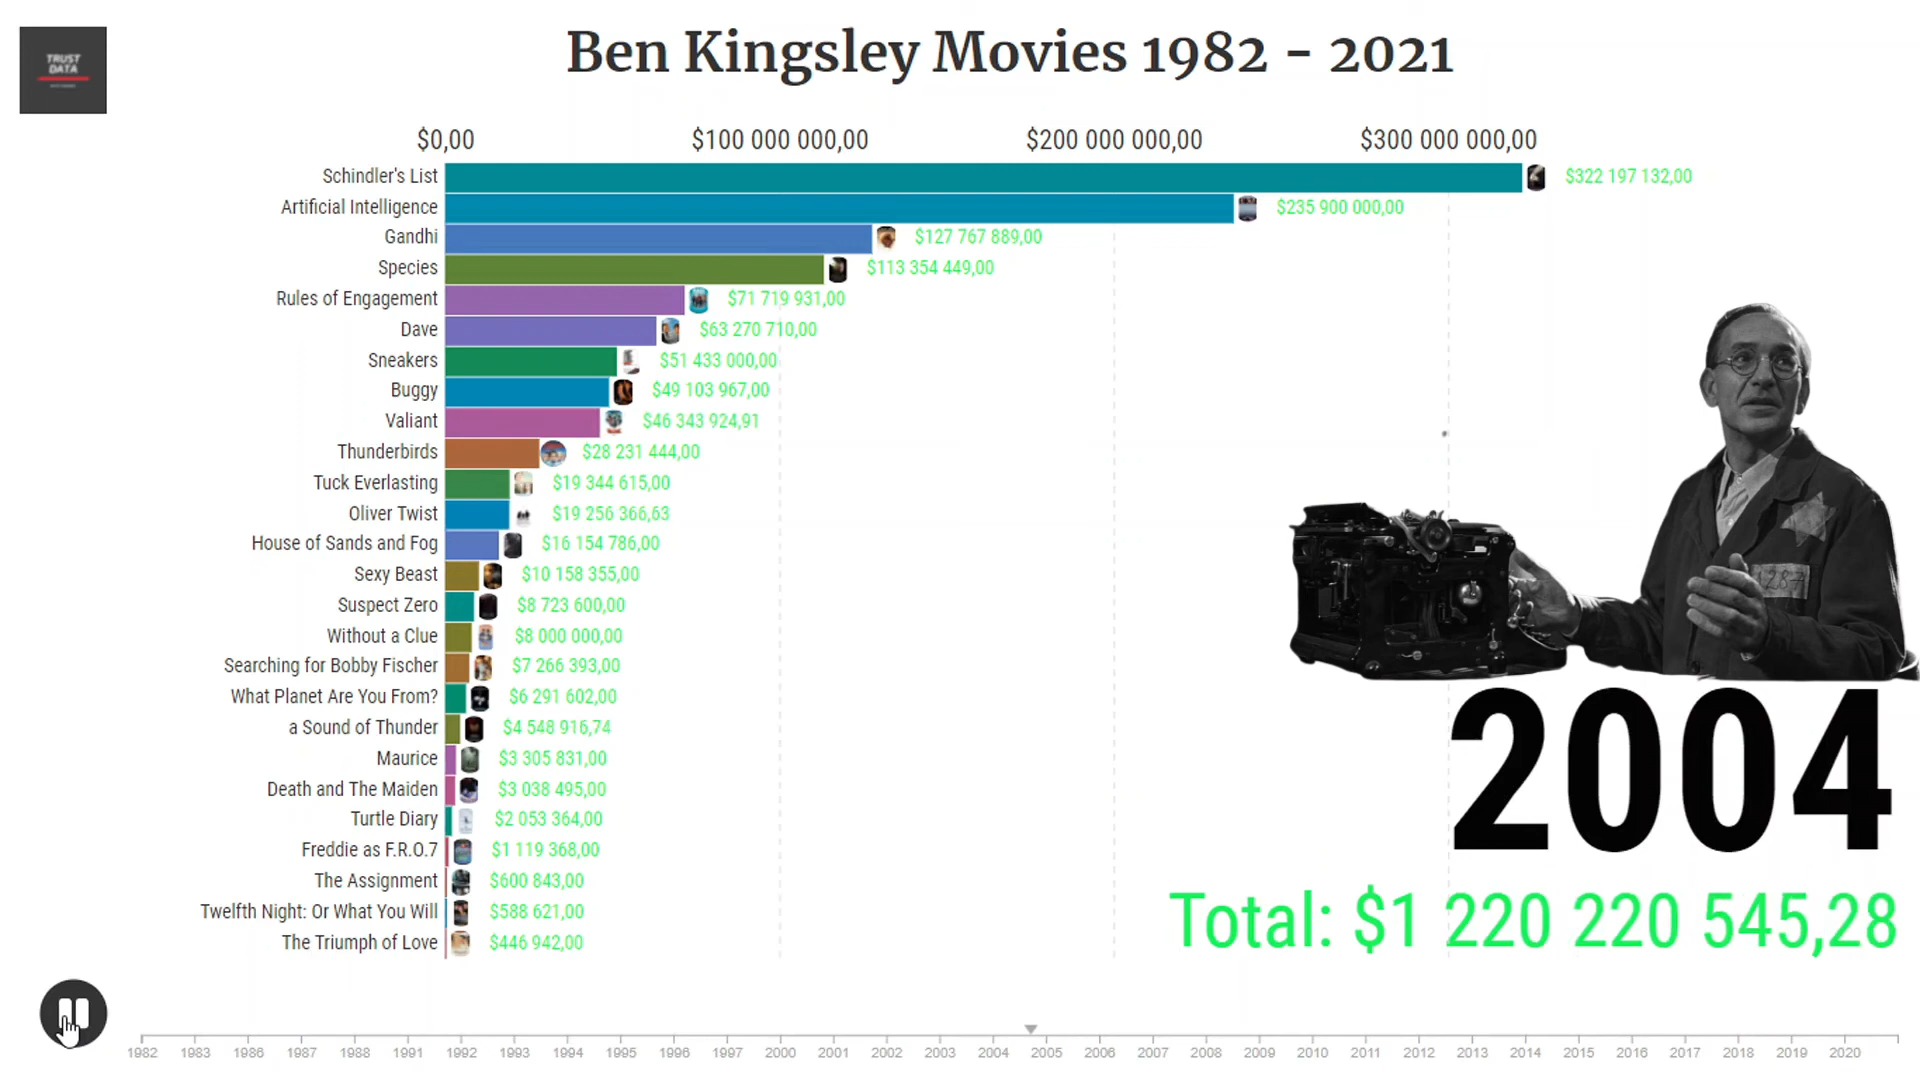 TRUST
DATA
Ben Kingsley Movies 1982 - 2021
$0,00 $100 000 000,00 $200 000 000,00 $300 000 000,00
Schindler's List $322 197 132,00
Artificial Intelligence $235 900 000,00
Gandhi $127 767 889,00
Species $113 354 449,00
Rules of Engagement $71 719 931,00
Dave $63 270 710,00
Sneakers $51 433 000,00
Buggy $49 103 967,00
Valiant $46 343 924,91
Thunderbirds $28 231 444,00
Tuck Everlasting $19 344 615,00
Oliver Twist $19 256 366,63
House of Sands and Fog $16 154 786,00
Sexy Beast $10 158 355,00
Suspect Zero $8 723 600,00
Without a Clue $8 000 000,00
Searching for Bobby Fischer $7 266 393,00
What Planet Are You From? $6 291 602,00
a Sound of Thunder $4 548 916,74
Maurice $3 305 831,00
Death and The Maiden $3 038 495,00
Turtle Diary $2 053 364,00
Freddie as F.R.O.7 $1 119 368,00
The Assignment $600 843,00
Twelfth Night: Or What You Will $588 621,00
The Triumph of Love $446 942,00
2004
Total: $1 220 220 545,28
1982 1983 1986 1987 1988 1991 1992 1993 1994 1995 1996 1997 2000 2001 2002 2003 2004 2005 2006 2007 2008 2009 2010 2011 2012 2013 2014 2015 2016 2017 2018 2019 2020